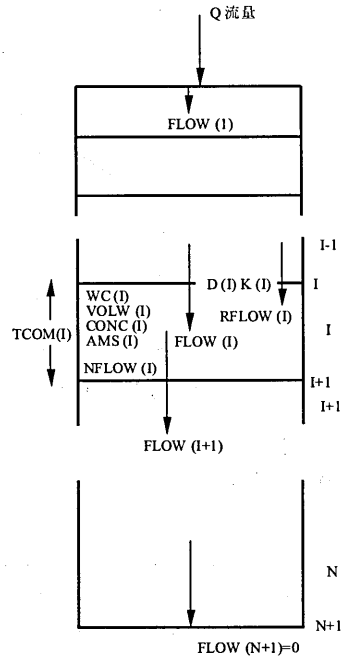 Q 流量
FLOW (1)
I-1
D (I) K (I)
I
WC (I)
VOLW (I)
CONC (I)
AMS (I)
RFLOW (I)
TCOM(I)
FLOW (I)
I
NFLOW (I)
I+1
I+1
FLOW (I+1)
N
N+1
FLOW (N+1)=0